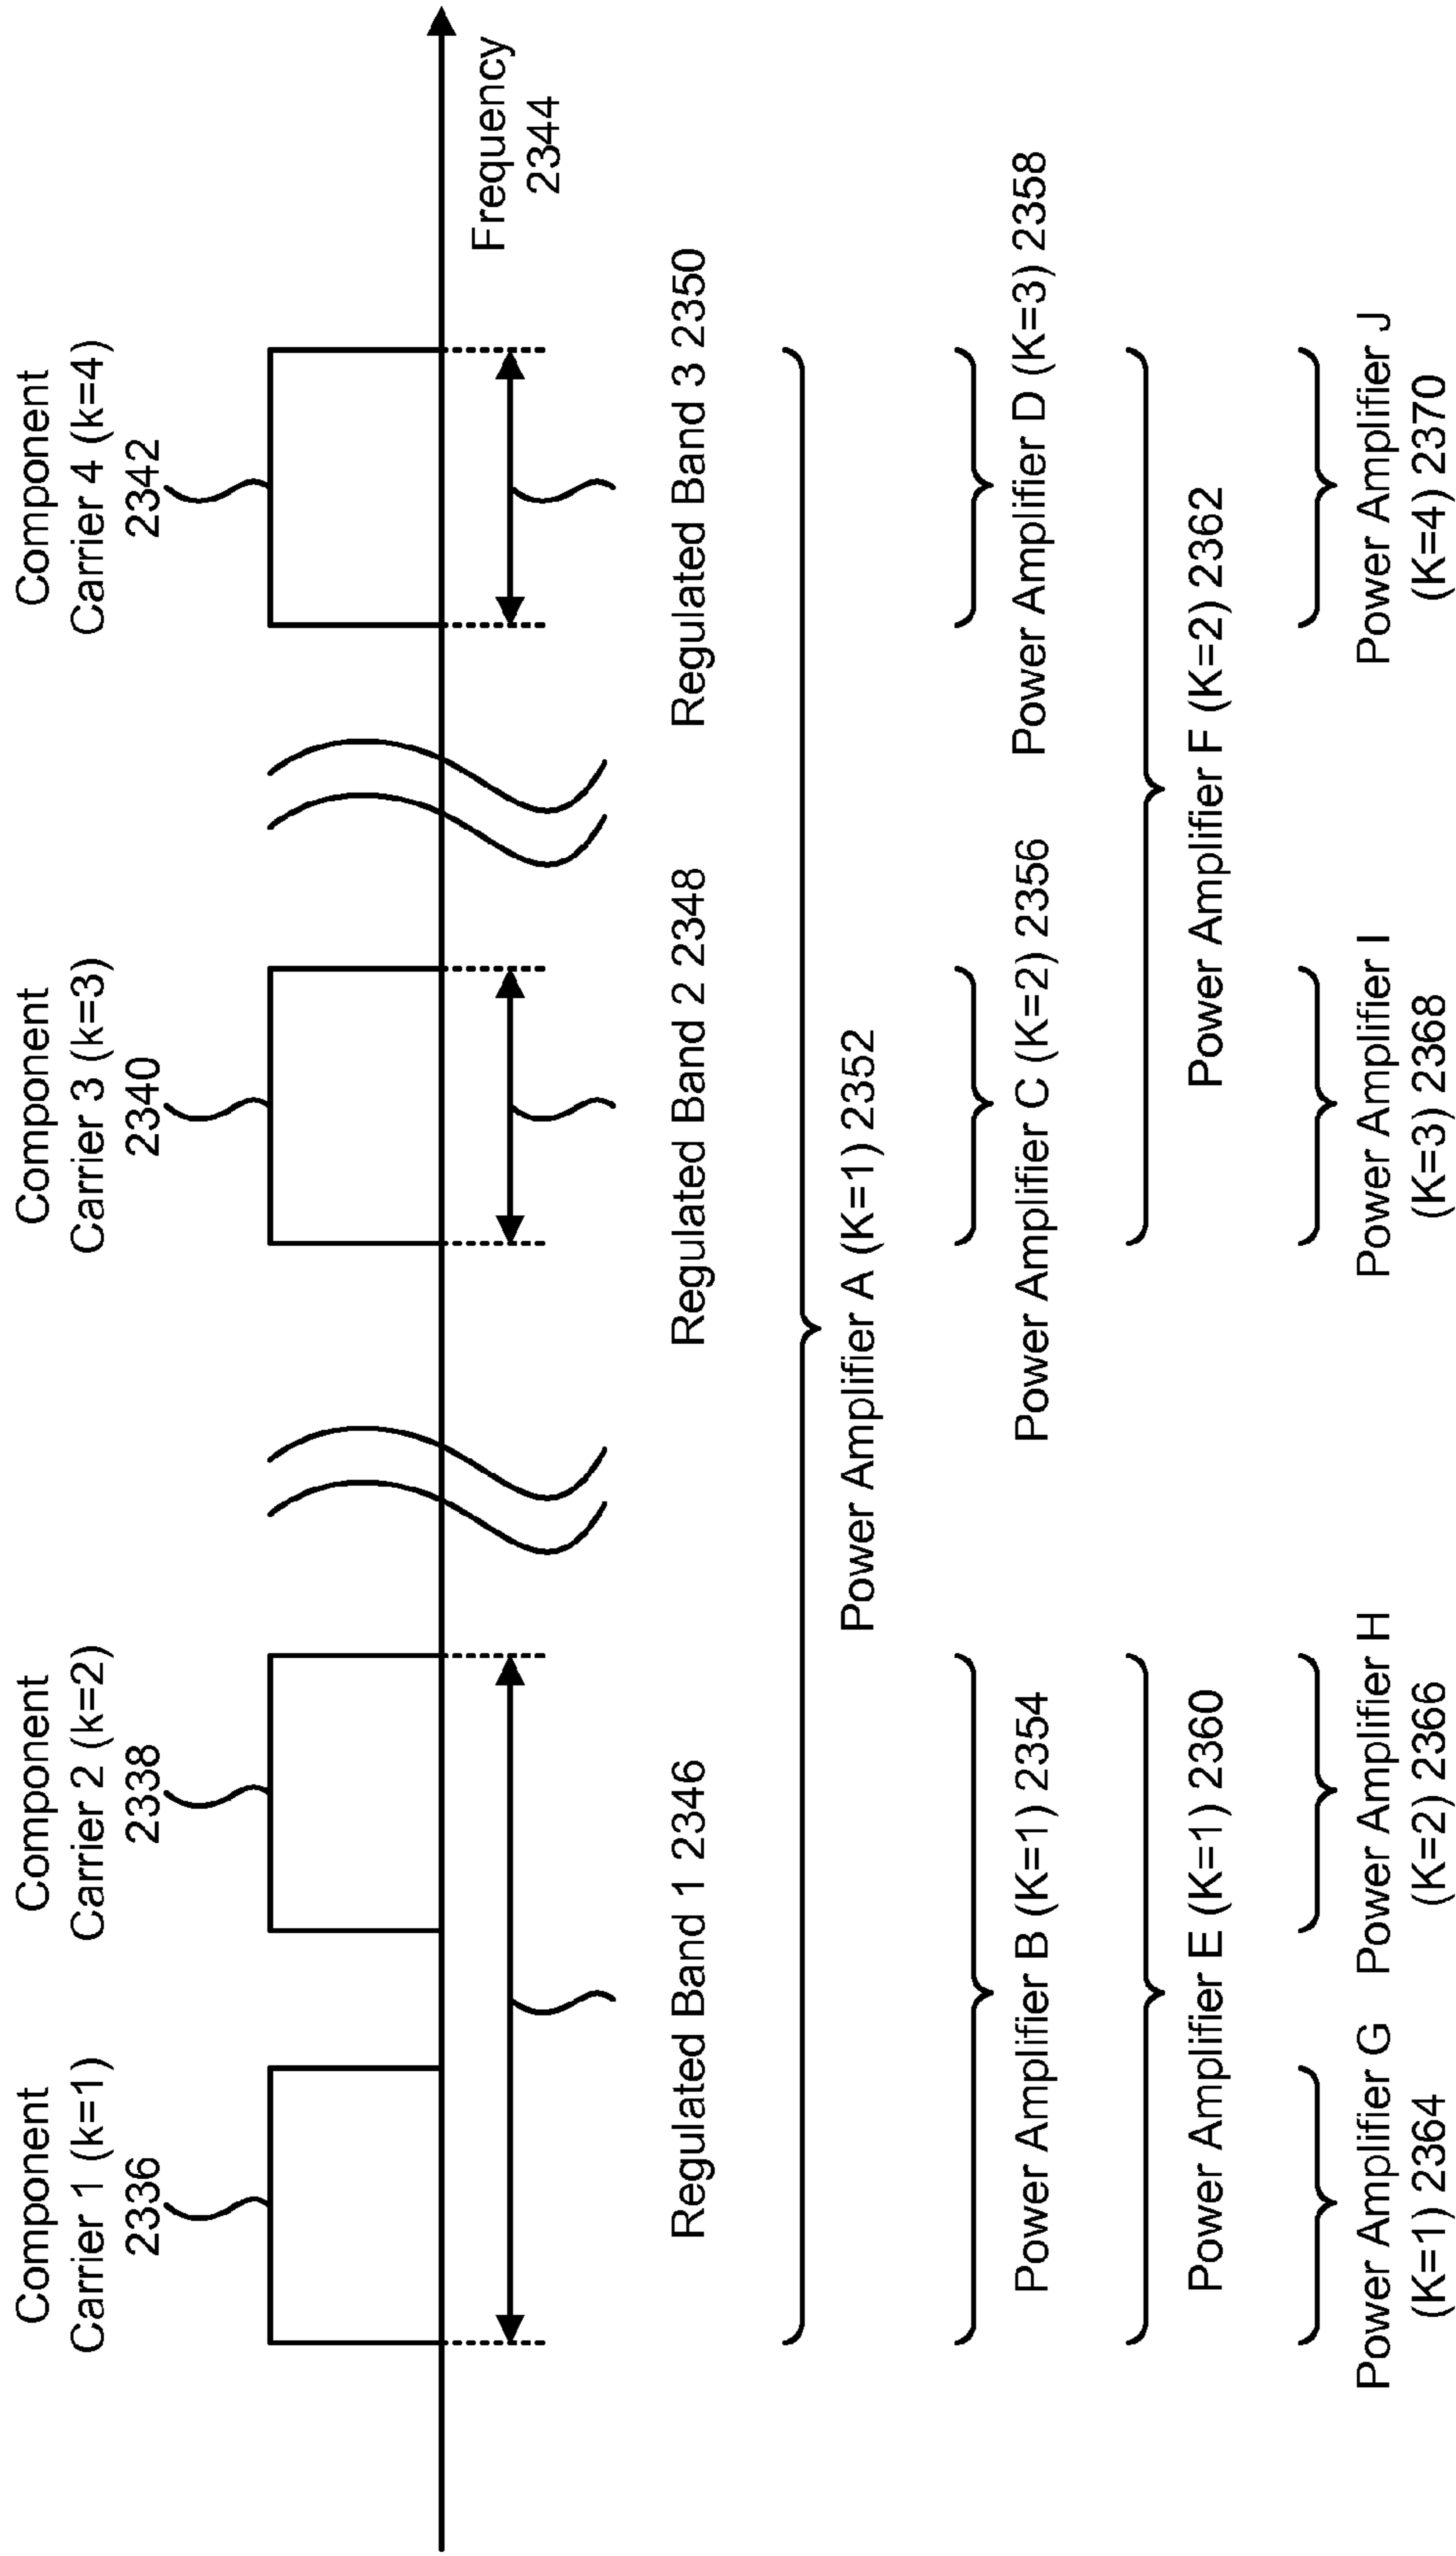 Component
Carrier 1 (k=1)
2336
Component
Carrier 2 (k=2)
2338
Component
Carrier 3 (k=3)
2340
Component
Carrier 4 (k=4)
2342
Frequency
2344
Regulated Band 1 2346
Regulated Band 2 2348
Regulated Band 3 2350
Power Amplifier A (K=1) 2352
Power Amplifier B (K=1) 2354
Power Amplifier C (K=2) 2356
Power Amplifier D (K=3) 2358
Power Amplifier E (K=1) 2360
Power Amplifier F (K=2) 2362
Power Amplifier G
(K=1) 2364
Power Amplifier H
(K=2) 2366
Power Amplifier I
(K=3) 2368
Power Amplifier J
(K=4) 2370